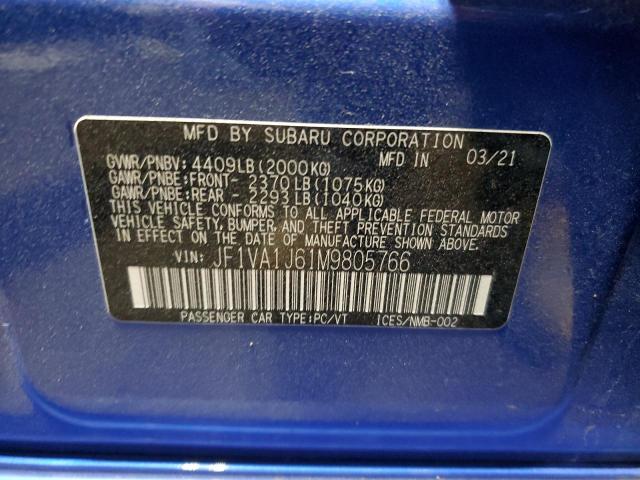 MFD BY SUBARU CORPORATION
GVWR/PNBV: 4409LB(2000KG) MFD IN 03/21
GAWR/PNBE:FRONT- 2370LB(1075KG)
GAWR/PNBE:REAR - 2293LB(1040KG)
THIS VEHICLE CONFORMS TO ALL APPLICABLE FEDERAL MOTOR
VEHICLE SAFETY, BUMPER, AND THEFT PREVENTION STANDARDS
IN EFFECT ON THE DATE OF MANUFACTURE SHOWN ABOVE.
VIN: JF1VA1J61M9805766
PASSENGER CAR TYPE:PC/VT ICES/NMB-002